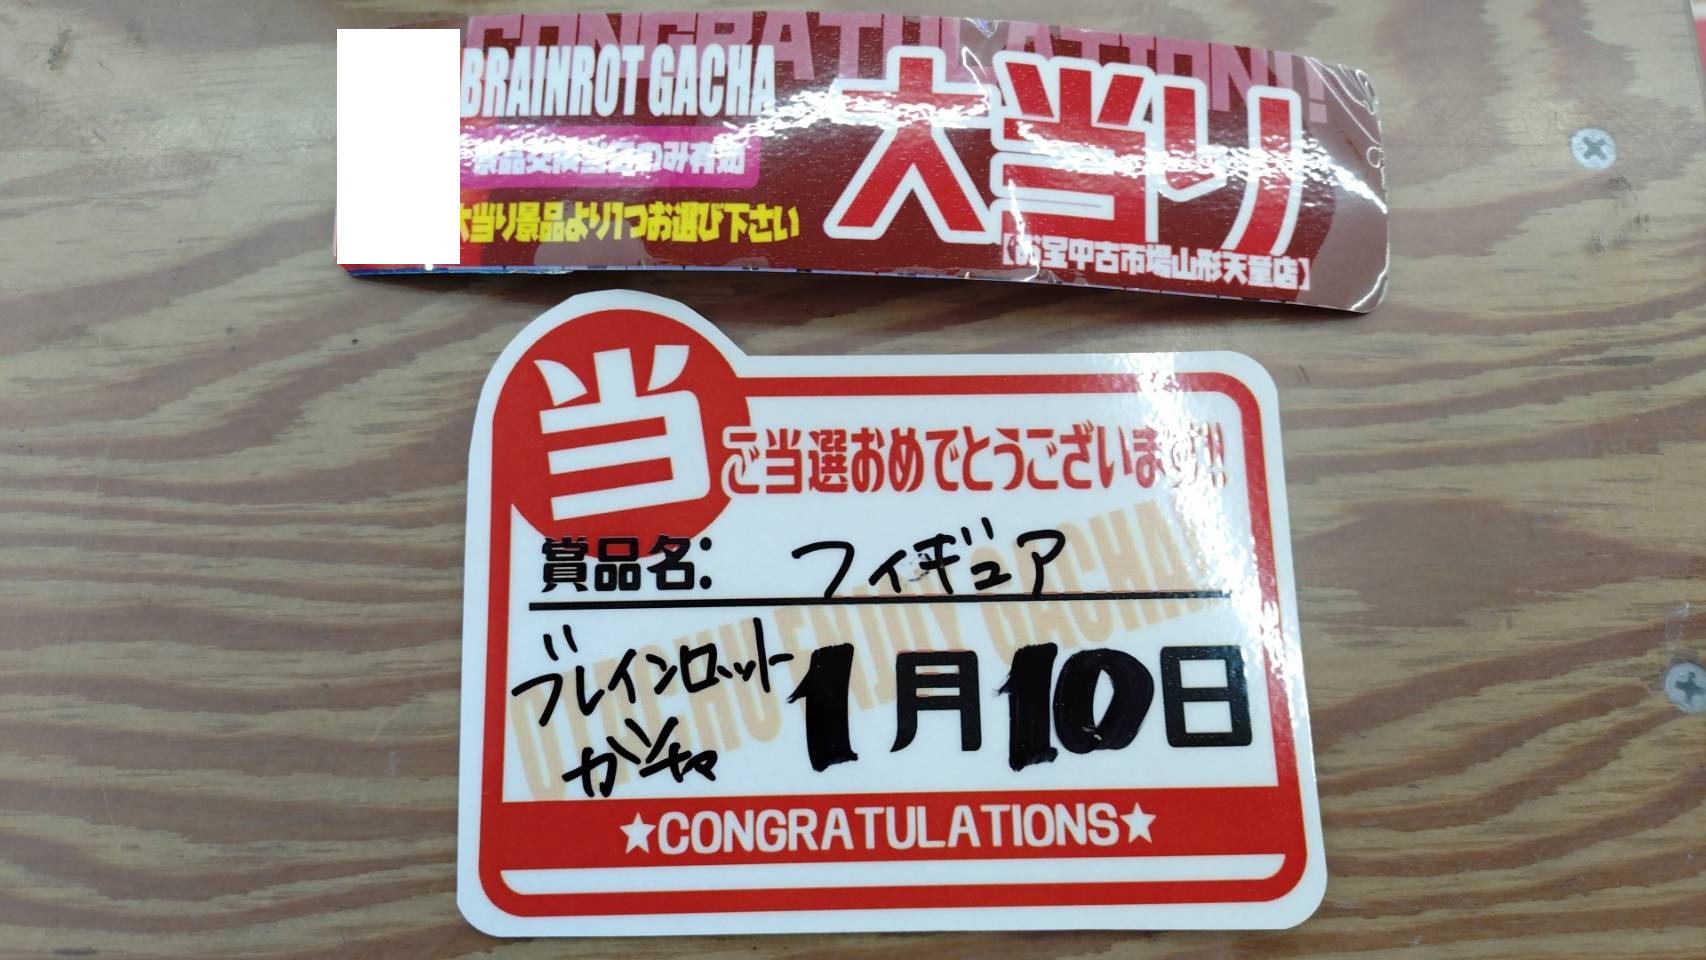 CONGRATULATION!!
BRAINROT GACHA
大当り
景品交換当日のみ有効
大当り景品より1つお選び下さい
【お宝中古市場山形天童店】
当
ご当選おめでとうございます!!
賞品名: フィギュア
ブレインロット
ガシャ
1月10日
ENJOY GACHA
★CONGRATULATIONS★